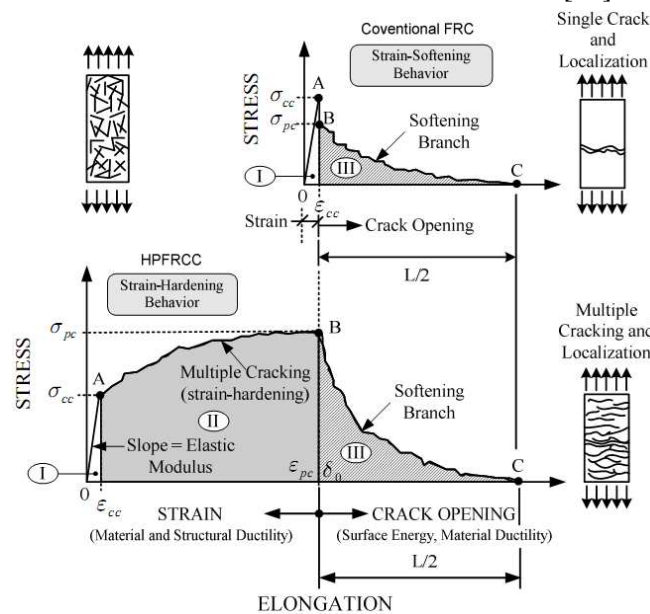 Coventional FRC
Strain-Softening
Behavior
Single Crack
and
Localization
STRESS
σcc
σpc
A
B
Softening
Branch
I
III
C
0
εcc
Strain
Crack Opening
L/2
HPFRCC
Strain-Hardening
Behavior
STRESS
σpc
σcc
A
B
Multiple Cracking
(strain-hardening)
II
Slope = Elastic
Modulus
I
Softening
Branch
III
C
εpc
δ0
0
εcc
Multiple
Cracking and
Localization
STRAIN
(Material and Structural Ductility)
CRACK OPENING
(Surface Energy, Material Ductility)
L/2
ELONGATION